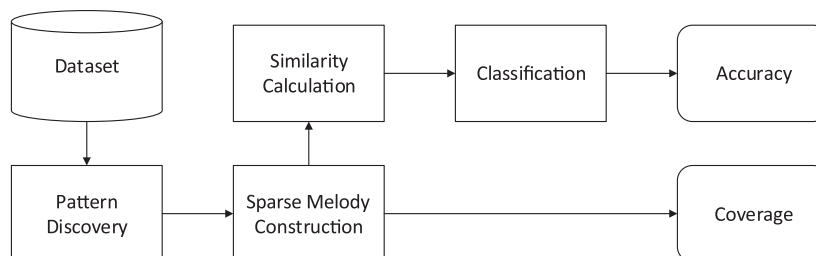 Dataset
Similarity
Calculation
Classification
Accuracy
Pattern
Discovery
Sparse Melody
Construction
Coverage